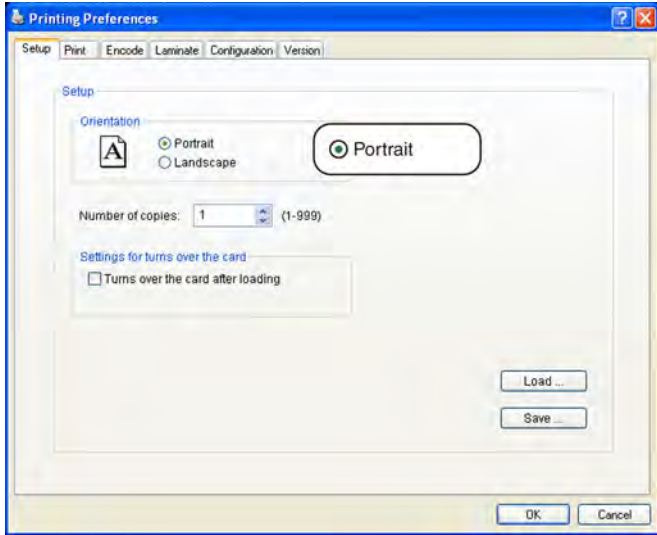 Printing Preferences
Setup Print Encode Laminate Configuration Version
Setup
Orientation
A
Portrait
Landscape
Portrait
Number of copies: 1 (1-999)
Settings for turns over the card
Turns over the card after loading
Load ...
Save ...
OK Cancel